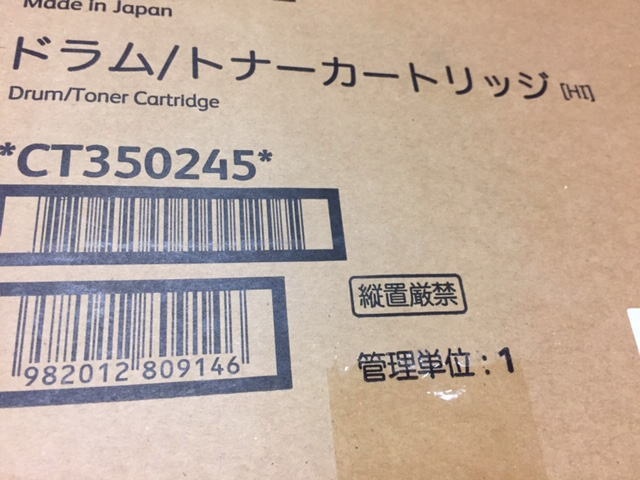 Made in Japan
ドラム/トナーカートリッジ [HI]
Drum/Toner Cartridge
*CT350245*
縦置厳禁
982012 809146
管理単位:1